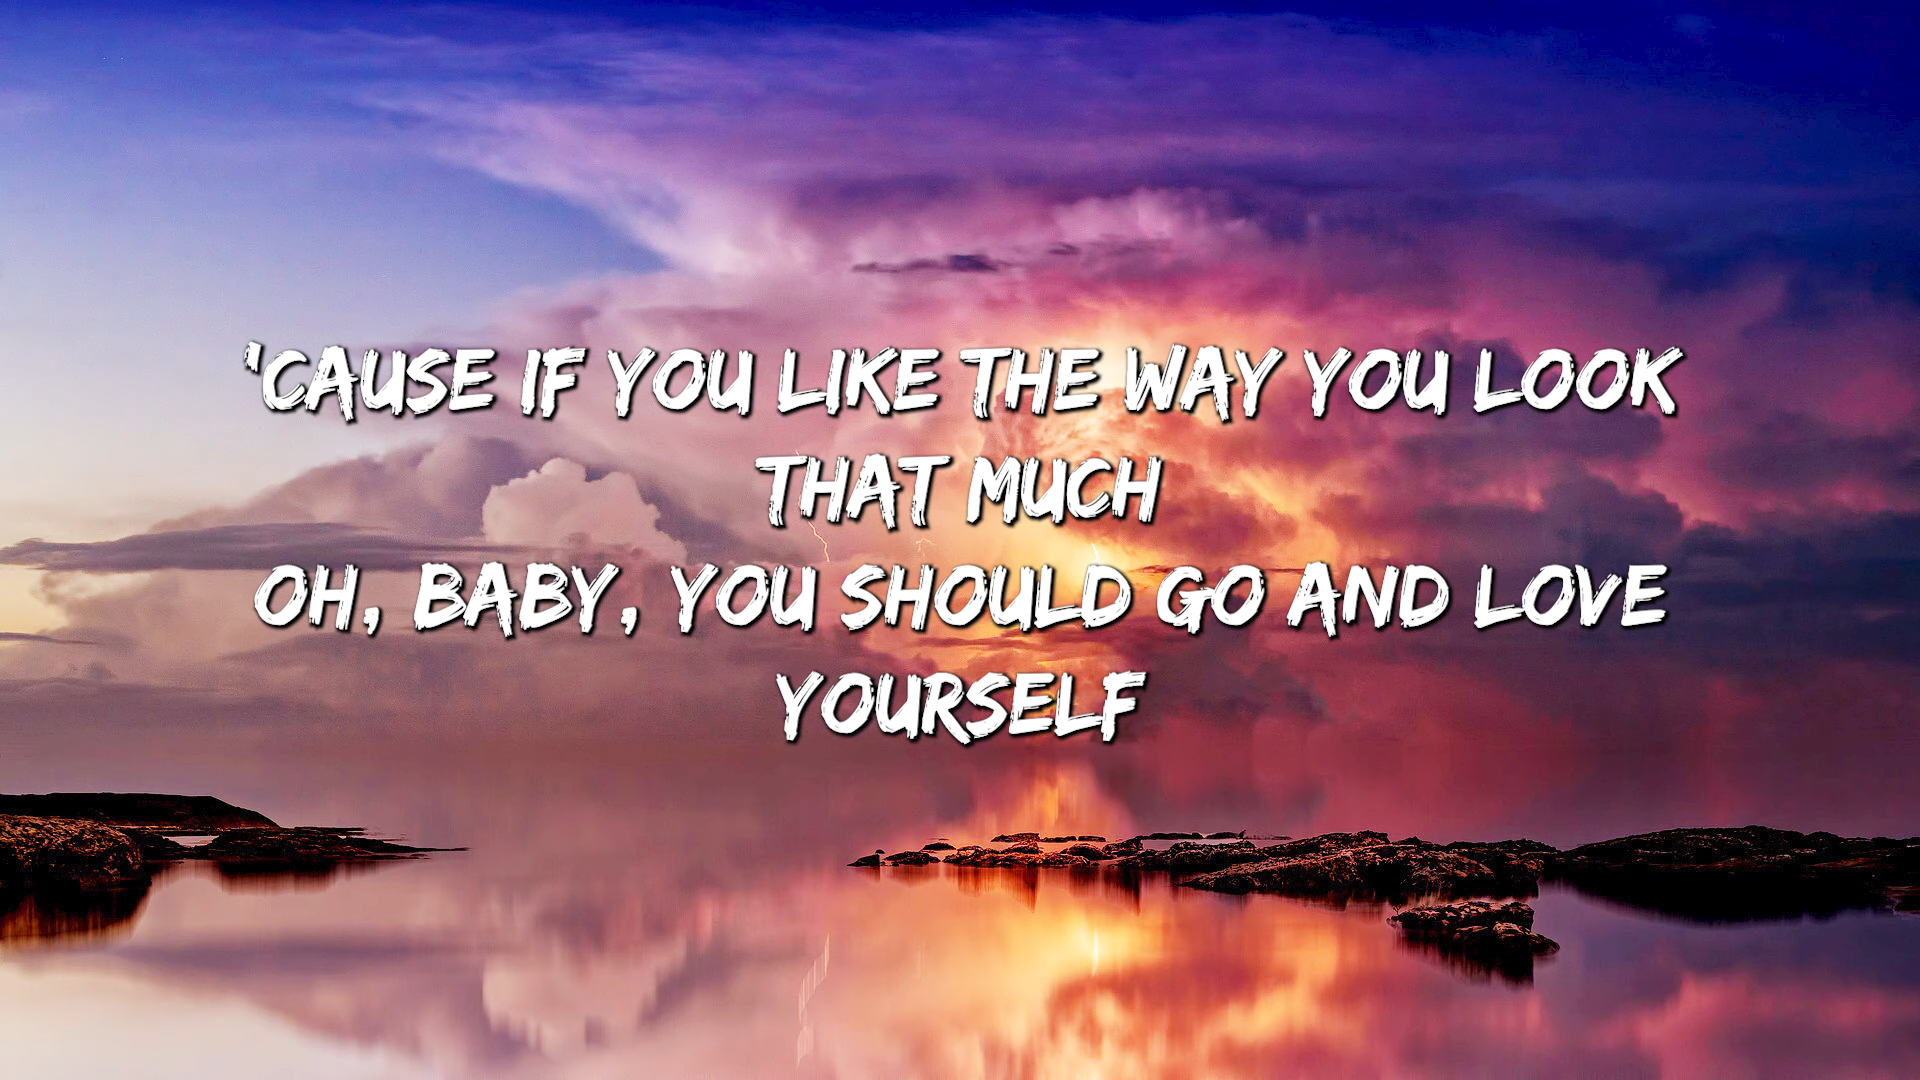 'CAUSE IF YOU LIKE THE WAY YOU LOOK
THAT MUCH
OH, BABY, YOU SHOULD GO AND LOVE
YOURSELF